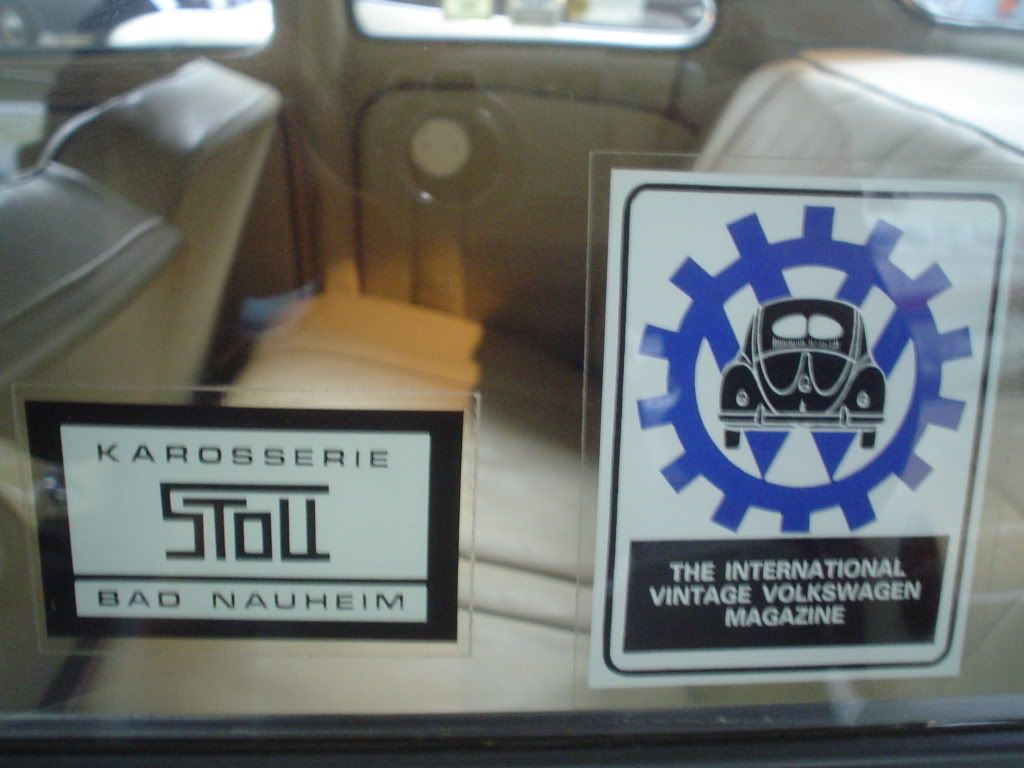 KAROSSERIE
STOLL
BAD NAUHEIM
THE INTERNATIONAL
VINTAGE VOLKSWAGEN
MAGAZINE